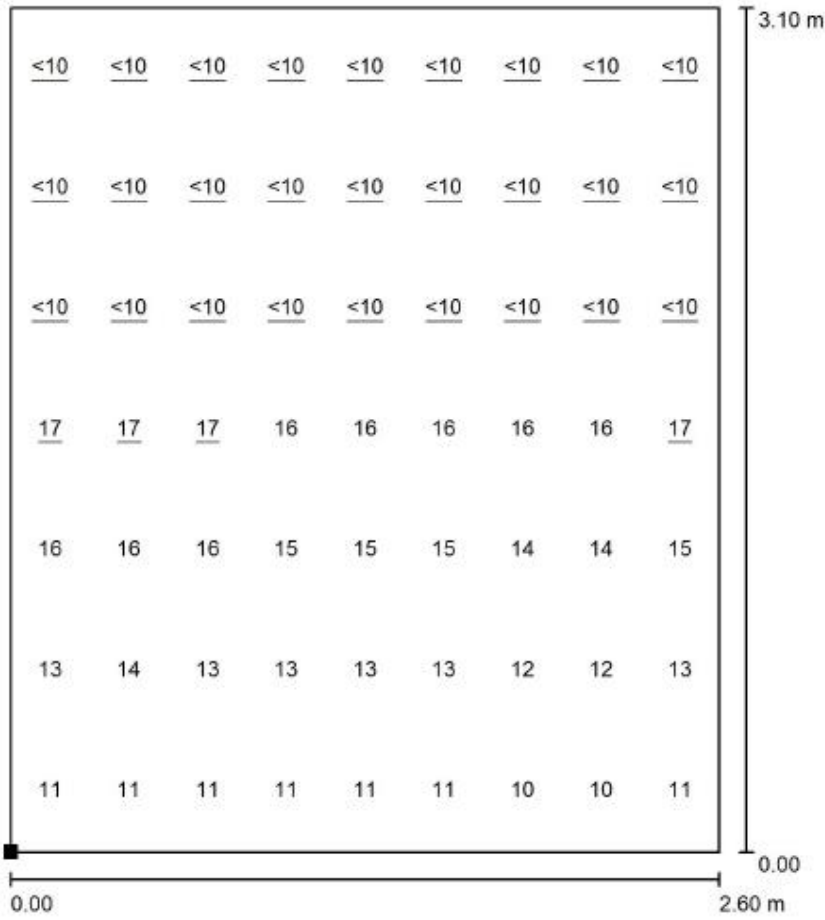 3.10 m
<10 <10 <10 <10 <10 <10 <10 <10 <10
<10 <10 <10 <10 <10 <10 <10 <10 <10
<10 <10 <10 <10 <10 <10 <10 <10 <10
17 17 17 16 16 16 16 16 17
16 16 16 15 15 15 14 14 15
13 14 13 13 13 13 12 12 13
11 11 11 11 11 11 10 10 11
0.00
0.00 2.60 m